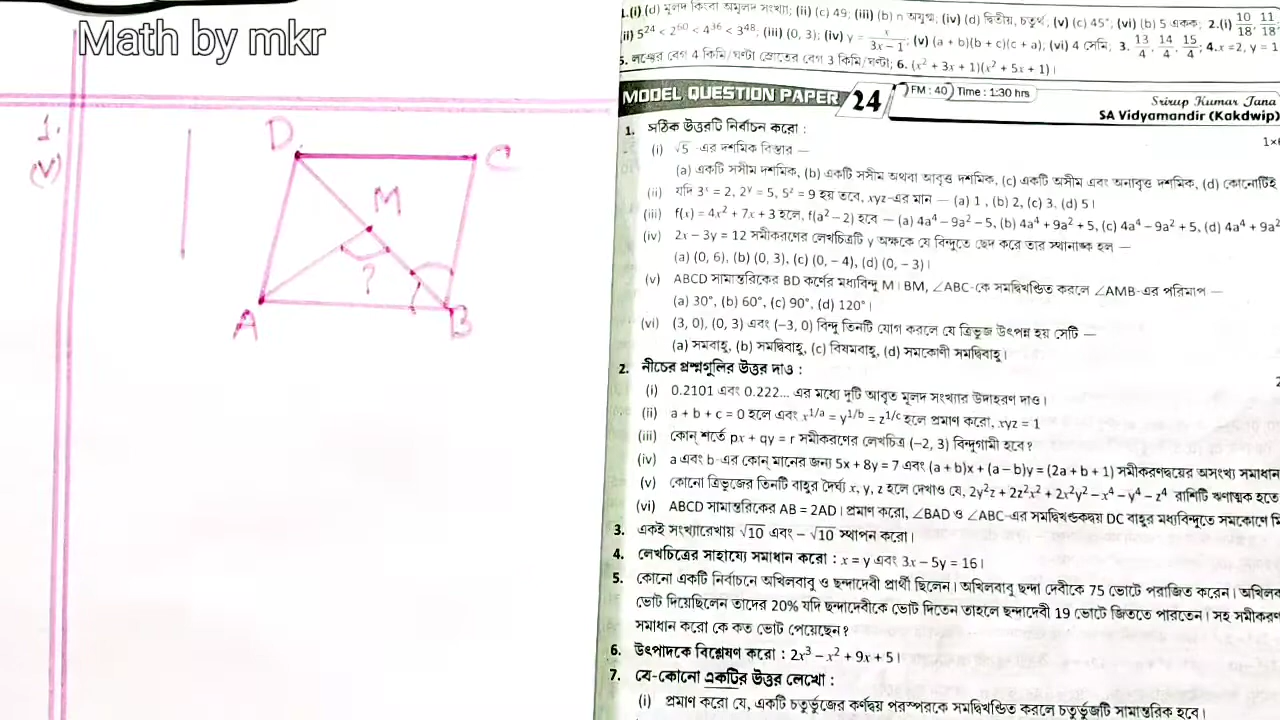 Math by mkr
1.
(v)
D
C
M
?
A
B
1.(i) (d) মূলদ কিংবা অমূলদ সংখ্যা; (ii) (c) 49; (iii) (b) n অযুগ্ম; (iv) (d) দ্বিতীয়, চতুর্থ, (v) (c) 45°; (vi) (b) 5 একক; 2.(i) 10/18, 11/18,
(ii) 5²⁴ < 2⁶⁰ < 4³⁶ < 3⁴⁸; (iii) (0, 3); (iv) y = x/(3x − 1); (v) (a + b)(b + c)(c + a); (vi) 4 সেমি; 3. 13/4, 14/4, 15/4; 4. x = 2, y = 1
5. নৌকার বেগ 4 কিমি/ঘণ্টা স্রোতের বেগ 3 কিমি/ঘণ্টা; 6. (x² + 3x + 1)(x² + 5x + 1)।
MODEL QUESTION PAPER 24 FM : 40 Time : 1:30 hrs
Srirup Kumar Jana
SA Vidyamandir (Kakdwip)
1. সঠিক উত্তরটি নির্বাচন করো :
(i) √5 -এর দশমিক বিস্তার —
(a) একটি সসীম দশমিক, (b) একটি সসীম অথবা আবৃত্ত দশমিক, (c) একটি অসীম এবং অনাবৃত্ত দশমিক, (d) কোনোটিই
(ii) যদি 3ˣ = 2, 2ʸ = 5, 5ᶻ = 9 হয় তবে, xyz-এর মান — (a) 1 , (b) 2, (c) 3, (d) 5।
(iii) f(x) = 4x² + 7x + 3 হলে, f(a² − 2) হবে — (a) 4a⁴ − 9a² − 5, (b) 4a⁴ + 9a² + 5, (c) 4a⁴ − 9a² + 5, (d) 4a⁴ + 9a²
(iv) 2x − 3y = 12 সমীকরণের লেখচিত্রটি y অক্ষকে যে বিন্দুতে ছেদ করে তার স্থানাঙ্ক হল —
(a) (0, 6), (b) (0, 3), (c) (0, − 4), (d) (0, − 3)।
(v) ABCD সামান্তরিকের BD কর্ণের মধ্যবিন্দু M। BM, ∠ABC-কে সমদ্বিখণ্ডিত করলে ∠AMB-এর পরিমাপ —
(a) 30°, (b) 60°, (c) 90°, (d) 120°।
(vi) (3, 0), (0, 3) এবং (−3, 0) বিন্দু তিনটি যোগ করলে যে ত্রিভুজ উৎপন্ন হয় সেটি —
(a) সমবাহু, (b) সমদ্বিবাহু, (c) বিষমবাহু, (d) সমকোণী সমদ্বিবাহু।
2. নীচের প্রশ্নগুলির উত্তর দাও :
(i) 0.2101 এবং 0.222... এর মধ্যে দুটি আবৃত মূলদ সংখ্যার উদাহরণ দাও।
(ii) a + b + c = 0 হলে এবং x^1/a = y^1/b = z^1/c হলে প্রমাণ করো, xyz = 1
(iii) কোন্ শর্তে px + qy = r সমীকরণের লেখচিত্র (−2, 3) বিন্দুগামী হবে?
(iv) a এবং b-এর কোন্ মানের জন্য 5x + 8y = 7 এবং (a + b)x + (a − b)y = (2a + b + 1) সমীকরণদ্বয়ের অসংখ্য সমাধান
(v) কোনো ত্রিভুজের তিনটি বাহুর দৈর্ঘ্য x, y, z হলে দেখাও যে, 2y²z + 2z²x² + 2x²y² − x⁴ − y⁴ − z⁴ রাশিটি ঋণাত্মক হতে
(vi) ABCD সামান্তরিকের AB = 2AD। প্রমাণ করো, ∠BAD ও ∠ABC-এর সমদ্বিখণ্ডকদ্বয় DC বাহুর মধ্যবিন্দুতে সমকোণে
3. একই সংখ্যারেখায় √10 এবং − √10 স্থাপন করো।
4. লেখচিত্রের সাহায্যে সমাধান করো : x = y এবং 3x − 5y = 16।
5. কোনো একটি নির্বাচনে অখিলবাবু ও ছন্দাদেবী প্রার্থী ছিলেন। অখিলবাবু ছন্দা দেবীকে 75 ভোটে পরাজিত করেন।
ভোট দিয়েছিলেন তাদের 20% যদি ছন্দাদেবীকে ভোট দিতেন তাহলে ছন্দাদেবী 19 ভোটে জিততে পারতেন। সহ সমীকরণ
সমাধান করো কে কত ভোট পেয়েছেন?
6. উৎপাদকে বিশ্লেষণ করো : 2x³ − x² + 9x + 5।
7. যে-কোনো একটির উত্তর লেখো :
(i) প্রমাণ করো যে, একটি চতুর্ভুজের কর্ণদ্বয় পরস্পরকে সমদ্বিখণ্ডিত করলে চতুর্ভুজটি সামান্তরিক হবে।